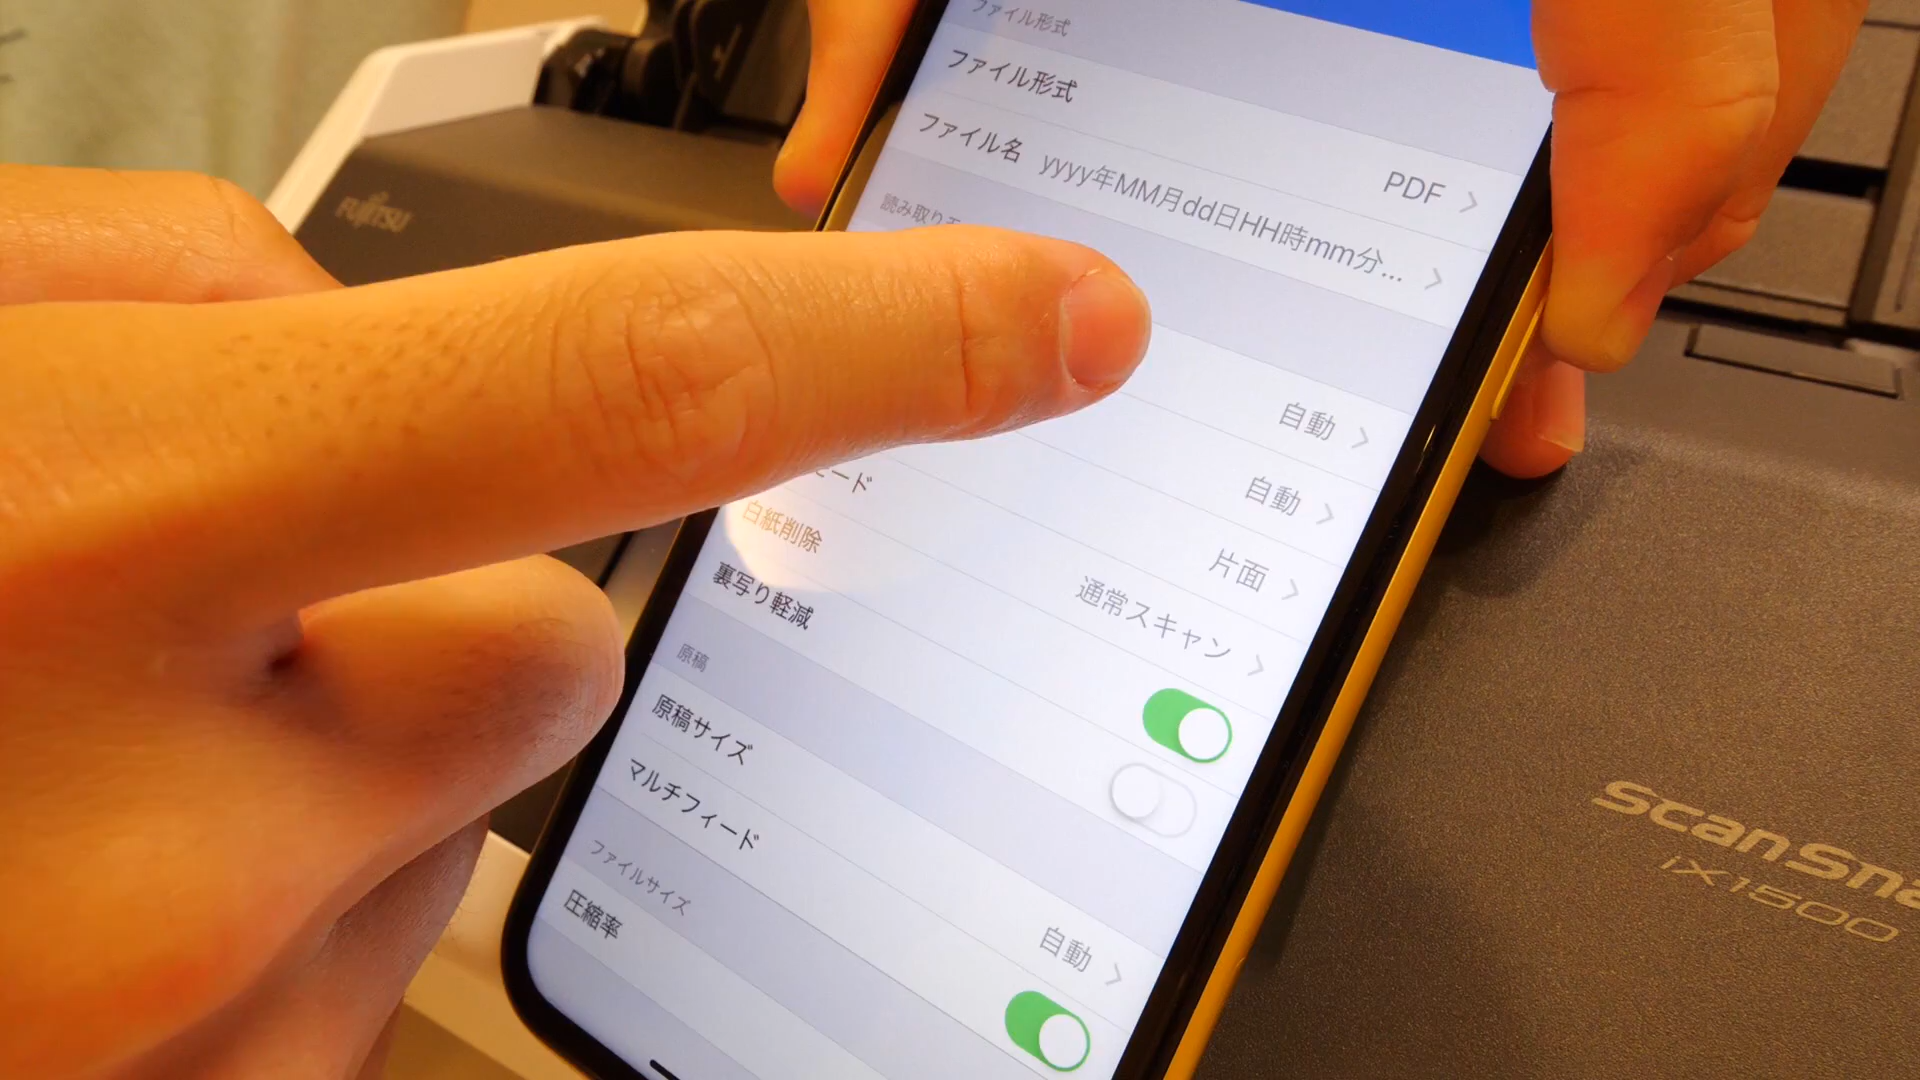 ファイル形式
ファイル形式 PDF
ファイル名 yyyy年MM月dd日HH時mm分...
読み取り
自動
自動
片面
モード 通常スキャン
白紙削除
裏写り軽減
原稿
原稿サイズ 自動
マルチフィード
ファイルサイズ
圧縮率
FUJITSU
ScanSna
iX1500